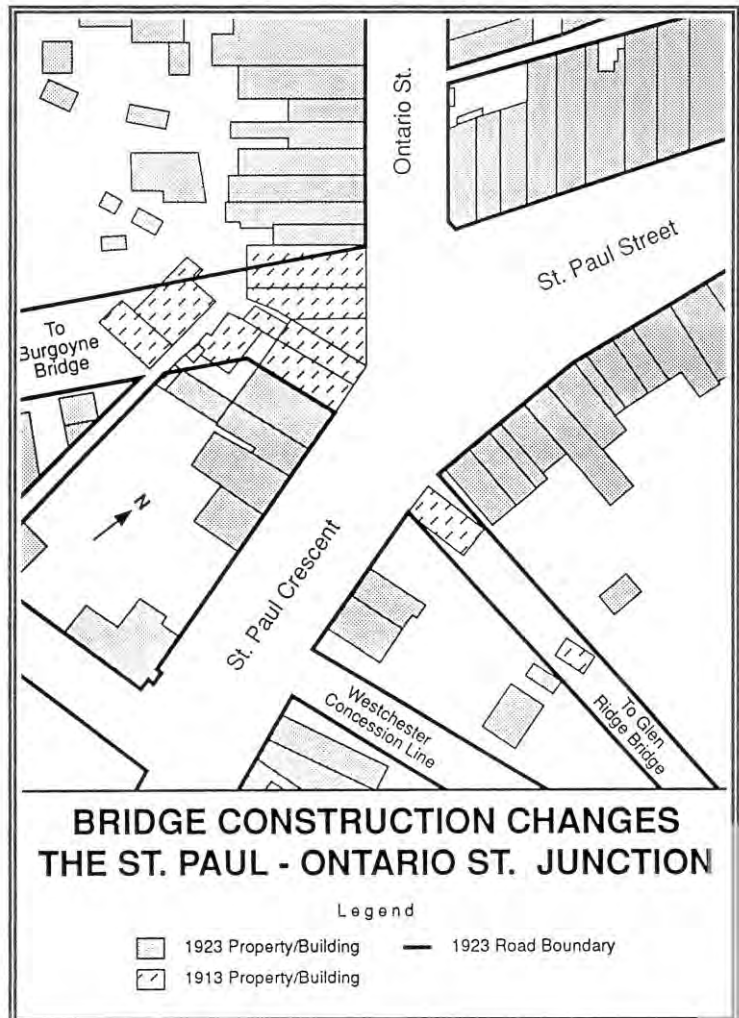 Ontario St.
St. Paul Street
To
Burgoyne
Bridge
N
St. Paul Crescent
Westchester
Concession Line
To Glen
Ridge Bridge
BRIDGE CONSTRUCTION CHANGES
THE ST. PAUL - ONTARIO ST. JUNCTION
Legend
1923 Property/Building
1923 Road Boundary
1913 Property/Building